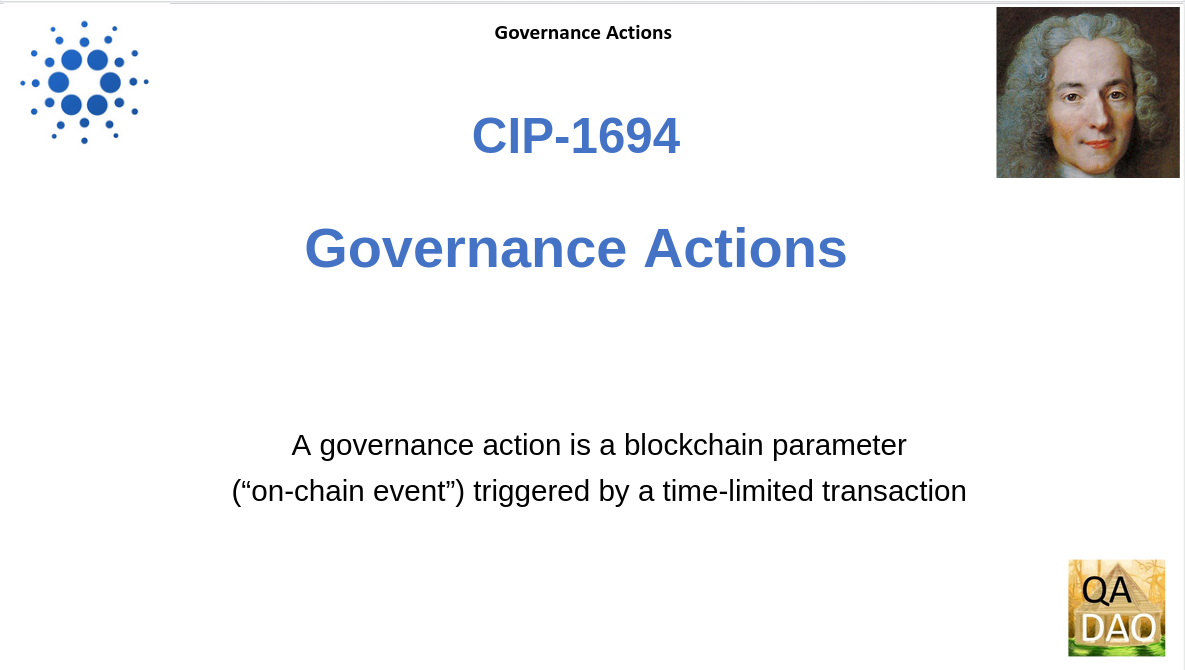 Governance Actions
CIP-1694
Governance Actions
A governance action is a blockchain parameter
(“on-chain event”) triggered by a time-limited transaction
QA
DAO